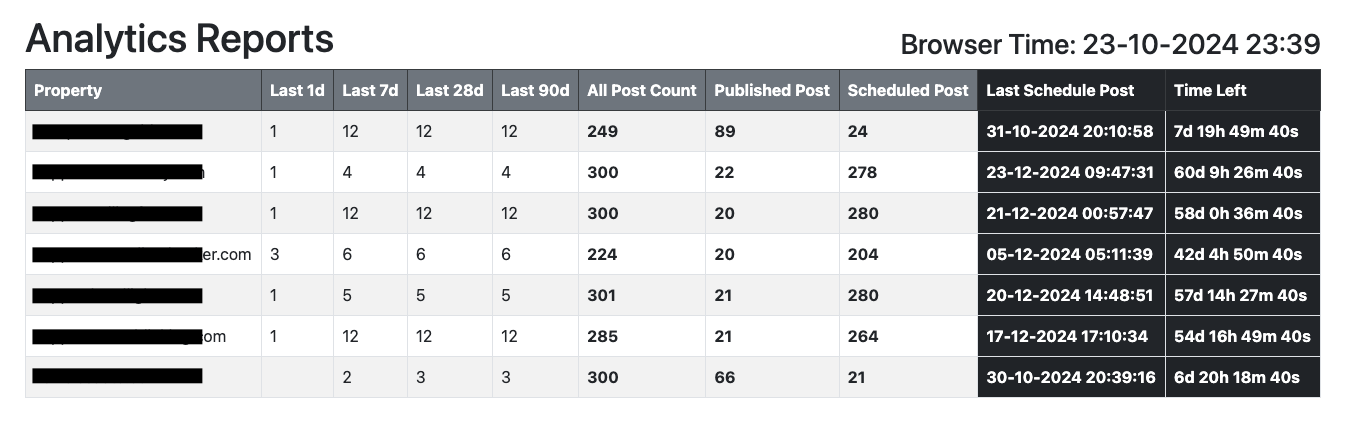 Analytics Reports
Browser Time: 23-10-2024 23:39
Property Last 1d Last 7d Last 28d Last 90d All Post Count Published Post Scheduled Post Last Schedule Post Time Left
1 12 12 12 249 89 24 31-10-2024 20:10:58 7d 19h 49m 40s
1 4 4 4 300 22 278 23-12-2024 09:47:31 60d 9h 26m 40s
1 12 12 12 300 20 280 21-12-2024 00:57:47 58d 0h 36m 40s
er.com 3 6 6 6 224 20 204 05-12-2024 05:11:39 42d 4h 50m 40s
1 5 5 5 301 21 280 20-12-2024 14:48:51 57d 14h 27m 40s
om 1 12 12 12 285 21 264 17-12-2024 17:10:34 54d 16h 49m 40s
2 3 3 300 66 21 30-10-2024 20:39:16 6d 20h 18m 40s